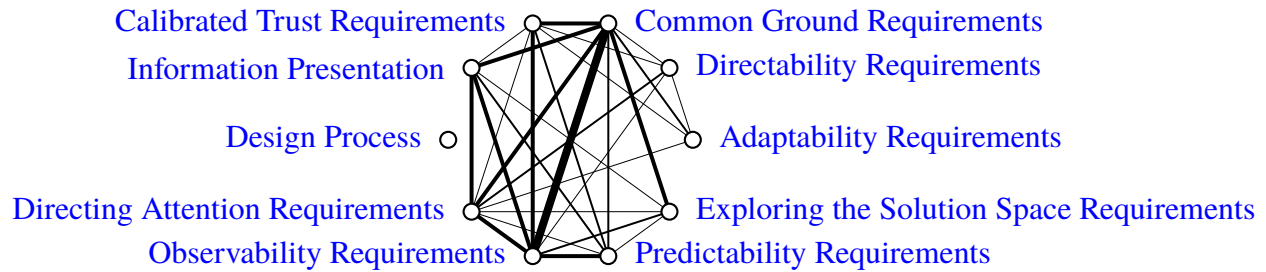 Calibrated Trust Requirements
Common Ground Requirements
Information Presentation
Directability Requirements
Design Process
Adaptability Requirements
Directing Attention Requirements
Exploring the Solution Space Requirements
Observability Requirements
Predictability Requirements